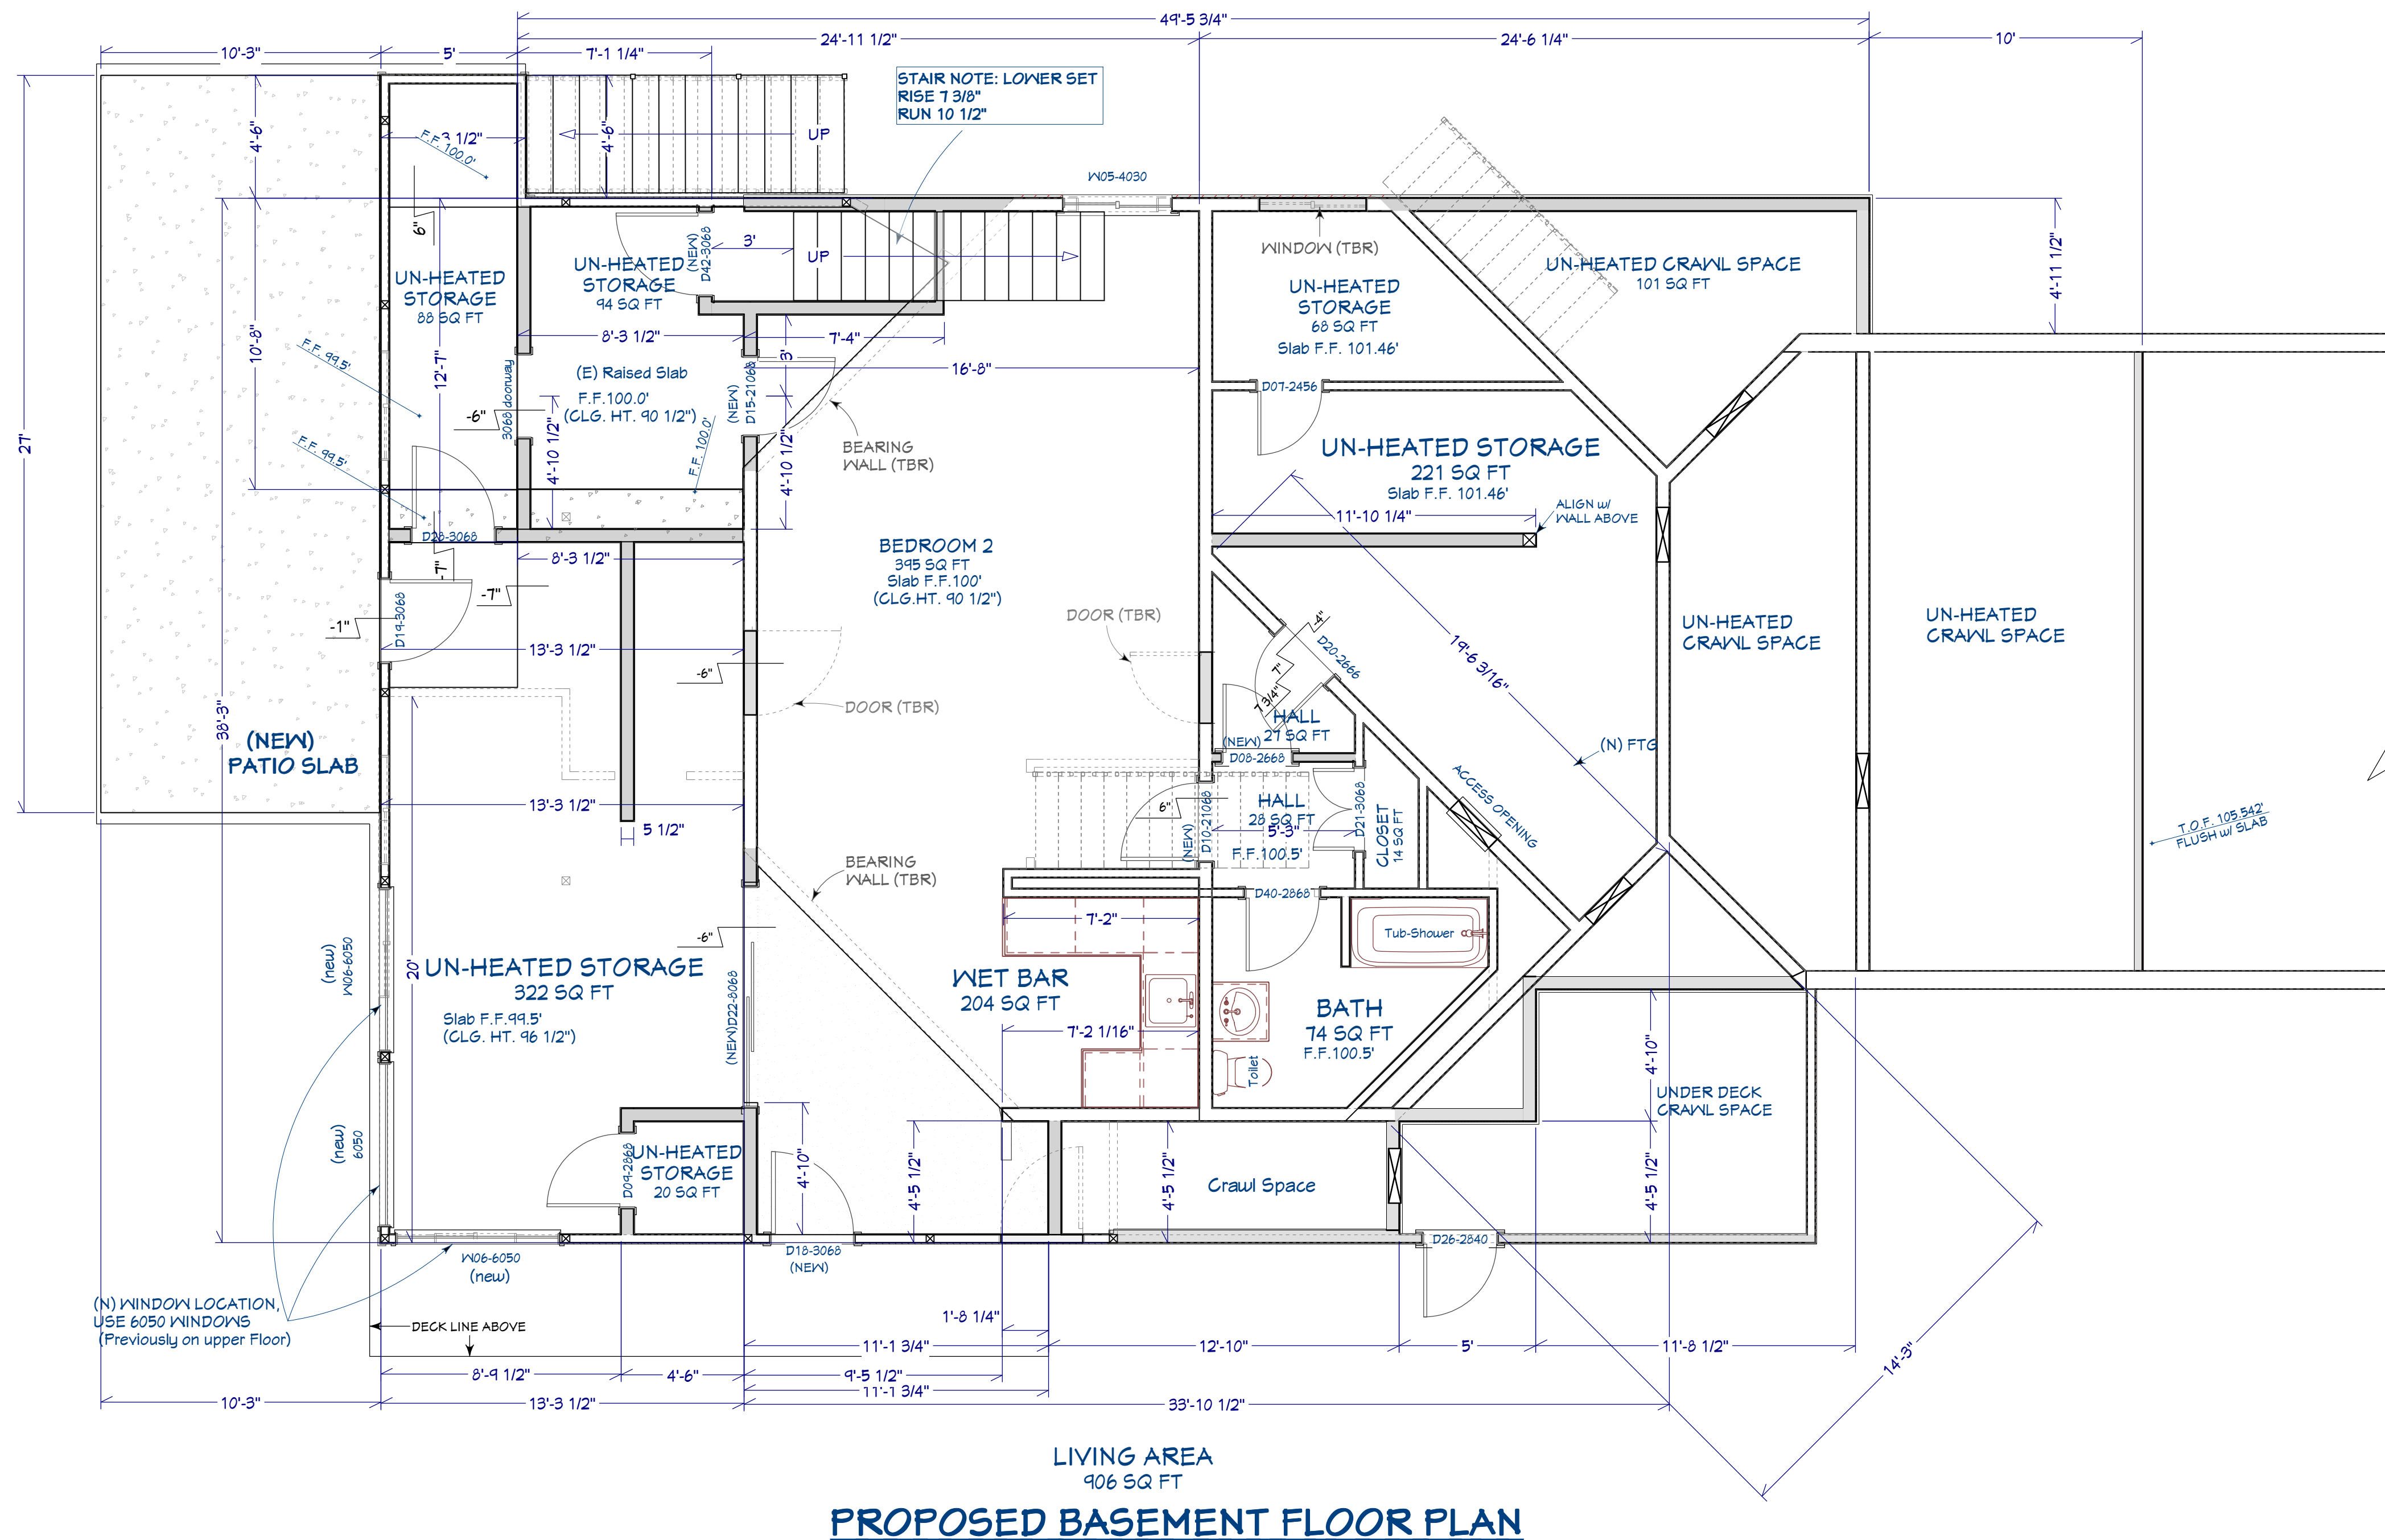 49'-5 3/4"
24'-11 1/2"
24'-6 1/4"
10'
10'-3"
5'
7'-1 1/4"
STAIR NOTE: LOWER SET
RISE 7 3/8"
RUN 10 1/2"
4'-6"
3 1/2"
F.F. 100.0'
4'-6"
UP
W05-4030
27'
6"
(NEW)
D42-3068
3'
UP
WINDOW (TBR)
4'-11 1/2"
UN-HEATED
STORAGE
88 SQ FT
UN-HEATED
STORAGE
94 SQ FT
UN-HEATED
STORAGE
68 SQ FT
Slab F.F. 101.46'
UN-HEATED CRAWL SPACE
101 SQ FT
10'-8"
F.F. 99.5'
12'-7"
8'-3 1/2"
7'-4"
3'
16'-8"
(E) Raised Slab
F.F.100.0'
(CLG. HT. 90 1/2")
3068 doorway
-6"
(NEW)
D15-21068
D07-2456
F.F. 99.5'
4'-10 1/2"
F.F. 100.0'
4'-10 1/2"
BEARING
WALL (TBR)
UN-HEATED STORAGE
221 SQ FT
Slab F.F. 101.46'
11'-10 1/4"
ALIGN w/
WALL ABOVE
D28-3068
-7"
8'-3 1/2"
-7"
BEDROOM 2
395 SQ FT
Slab F.F.100'
(CLG.HT. 90 1/2")
-1"
D19-3068
13'-3 1/2"
-6"
DOOR (TBR)
-4"
D20-2666
7"
7 3/4"
19'-6 3/16"
UN-HEATED
CRAWL SPACE
UN-HEATED
CRAWL SPACE
38'-3"
DOOR (TBR)
HALL
27 SQ FT
(NEW)
D08-2668
(N) FTG
(NEW)
PATIO SLAB
13'-3 1/2"
5 1/2"
6"
(NEW)
D10-21068
HALL
28 SQ FT
5'-3"
F.F.100.5'
D21-3068
CLOSET
14 SQ FT
ACCESS OPENING
T.O.F. 105.542'
FLUSH w/ SLAB
BEARING
WALL (TBR)
D40-2868
7'-2"
Tub-Shower
-6"
(new)
W06-6050
20'
UN-HEATED STORAGE
322 SQ FT
Slab F.F.99.5'
(CLG. HT. 96 1/2")
(NEW)D22-8068
WET BAR
204 SQ FT
7'-2 1/16"
BATH
74 SQ FT
F.F.100.5'
Toilet
4'-10"
UNDER DECK
CRAWL SPACE
(new)
6050
D09-2868
UN-HEATED
STORAGE
20 SQ FT
4'-10"
4'-5 1/2"
4'-5 1/2"
Crawl Space
4'-5 1/2"
W06-6050
(new)
D18-3068
(NEW)
D26-2840
(N) WINDOW LOCATION,
USE 6050 WINDOWS
(Previously on upper Floor)
DECK LINE ABOVE
1'-8 1/4"
11'-1 3/4"
12'-10"
5'
11'-8 1/2"
14'-3"
8'-9 1/2"
4'-6"
9'-5 1/2"
11'-1 3/4"
10'-3"
13'-3 1/2"
33'-10 1/2"
LIVING AREA
906 SQ FT
PROPOSED BASEMENT FLOOR PLAN